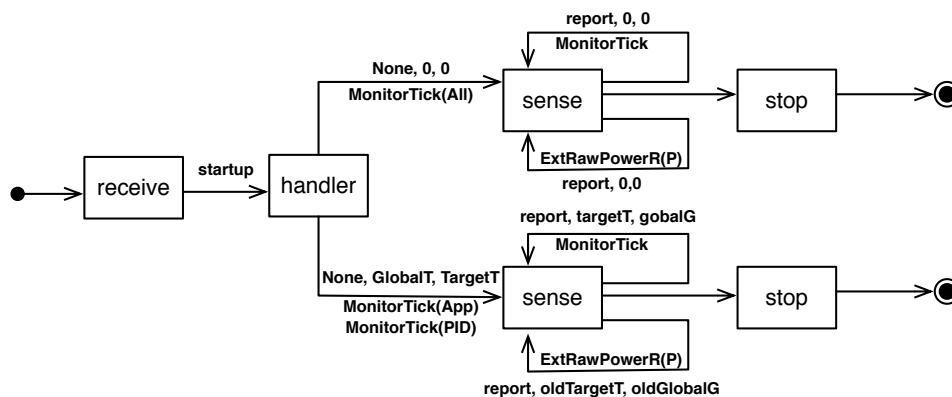 report, 0, 0
MonitorTick
None, 0, 0
MonitorTick(All)
sense
stop
ExtRawPowerR(P)
report, 0,0
receive
startup
handler
report, targetT, gobalG
MonitorTick
None, GlobalT, TargetT
MonitorTick(App)
MonitorTick(PID)
sense
stop
ExtRawPowerR(P)
report, oldTargetT, oldGlobalG